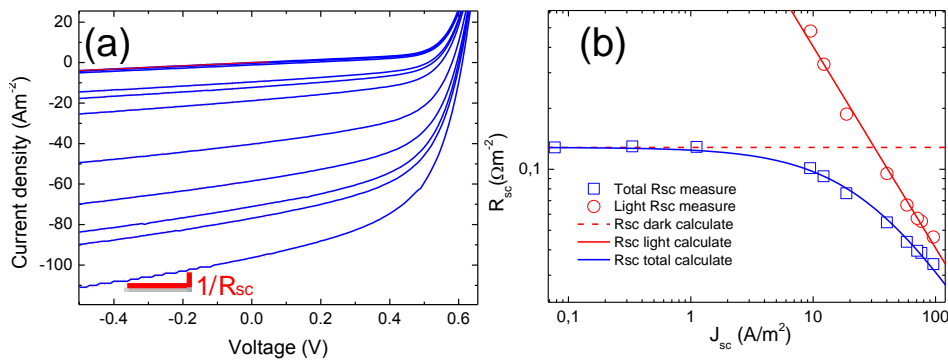 (a)
20
0
-20
-40
-60
-80
-100
Current density (Am⁻²)
1/Rsc
-0.4 -0.2 0.0 0.2 0.4 0.6
Voltage (V)
(b)
Rsc(Ωm⁻²)
0,1
Total Rsc measure
Light Rsc measure
Rsc dark calculate
Rsc light calculate
Rsc total calculate
0,1 1 10 100
Jsc (A/m²)